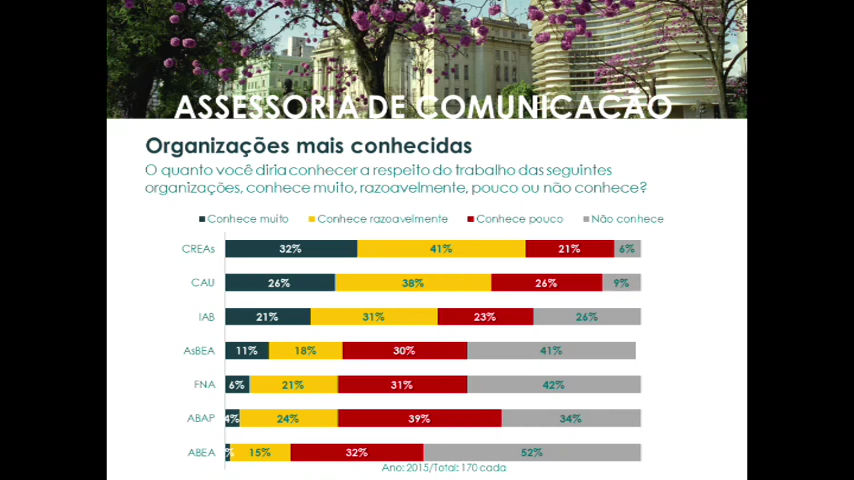 ASSESSORIA DE COMUNICAÇÃO
Organizações mais conhecidas
O quanto você diria conhecer a respeito do trabalho das seguintes
organizações, conhece muito, razoavelmente, pouco ou não conhece?
Conhece muito Conhece razoavelmente Conhece pouco Não conhece
CREAs 32% 41% 21% 6%
CAU 26% 38% 26% 9%
IAB 21% 31% 23% 26%
AsBEA 11% 18% 30% 41%
FNA 6% 21% 31% 42%
ABAP 4% 24% 39% 34%
ABEA 15% 32% 52%
Ano: 2015/Total: 170 cada